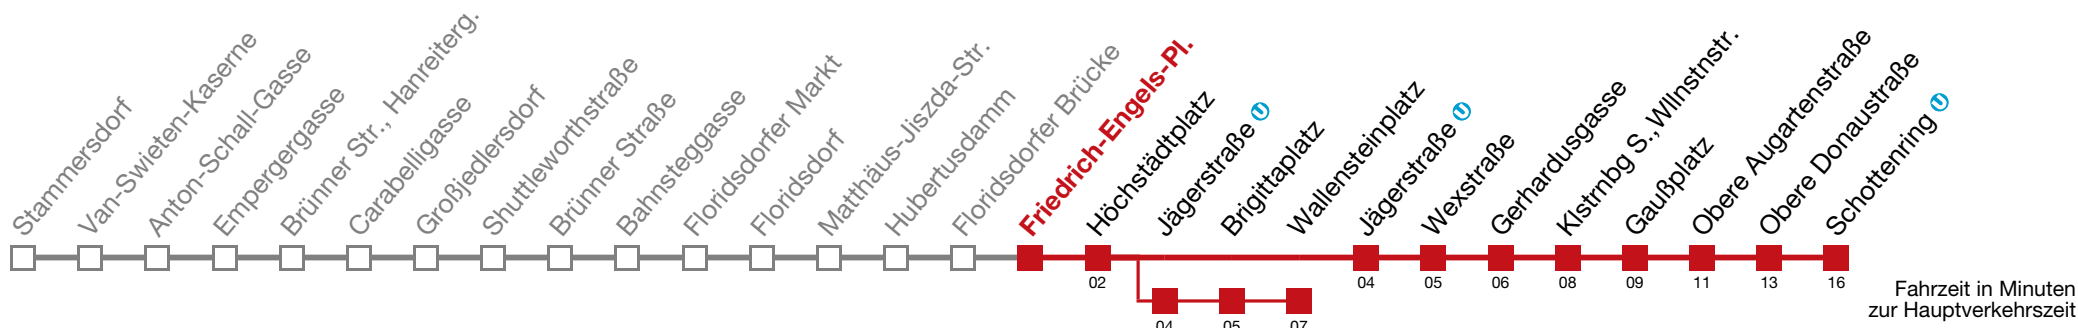 Stammersdorf
Van-Swieten-Kaserne
Anton-Schall-Gasse
Empergergasse
Brünner Str., Hanreiterg.
Carabelligasse
Großjedlersdorf
Shuttleworthstraße
Brünner Straße
Bahnsteggasse
Floridsdorfer Markt
Floridsdorf
Matthäus-Jiszda-Str.
Hubertusdamm
Floridsdorfer Brücke
Friedrich-Engels-Pl.
Höchstädtplatz
Jägerstraße U
Brigittaplatz
Wallensteinplatz
Jägerstraße U
Wexstraße
Gerhardusgasse
Klstrnbg S., Wllnstnstr.
Gaußplatz
Obere Augartenstraße
Obere Donaustraße
Schottenring U
02 04 05 06 08 09 11 13 16
04 05 07
Fahrzeit in Minuten
zur Hauptverkehrszeit